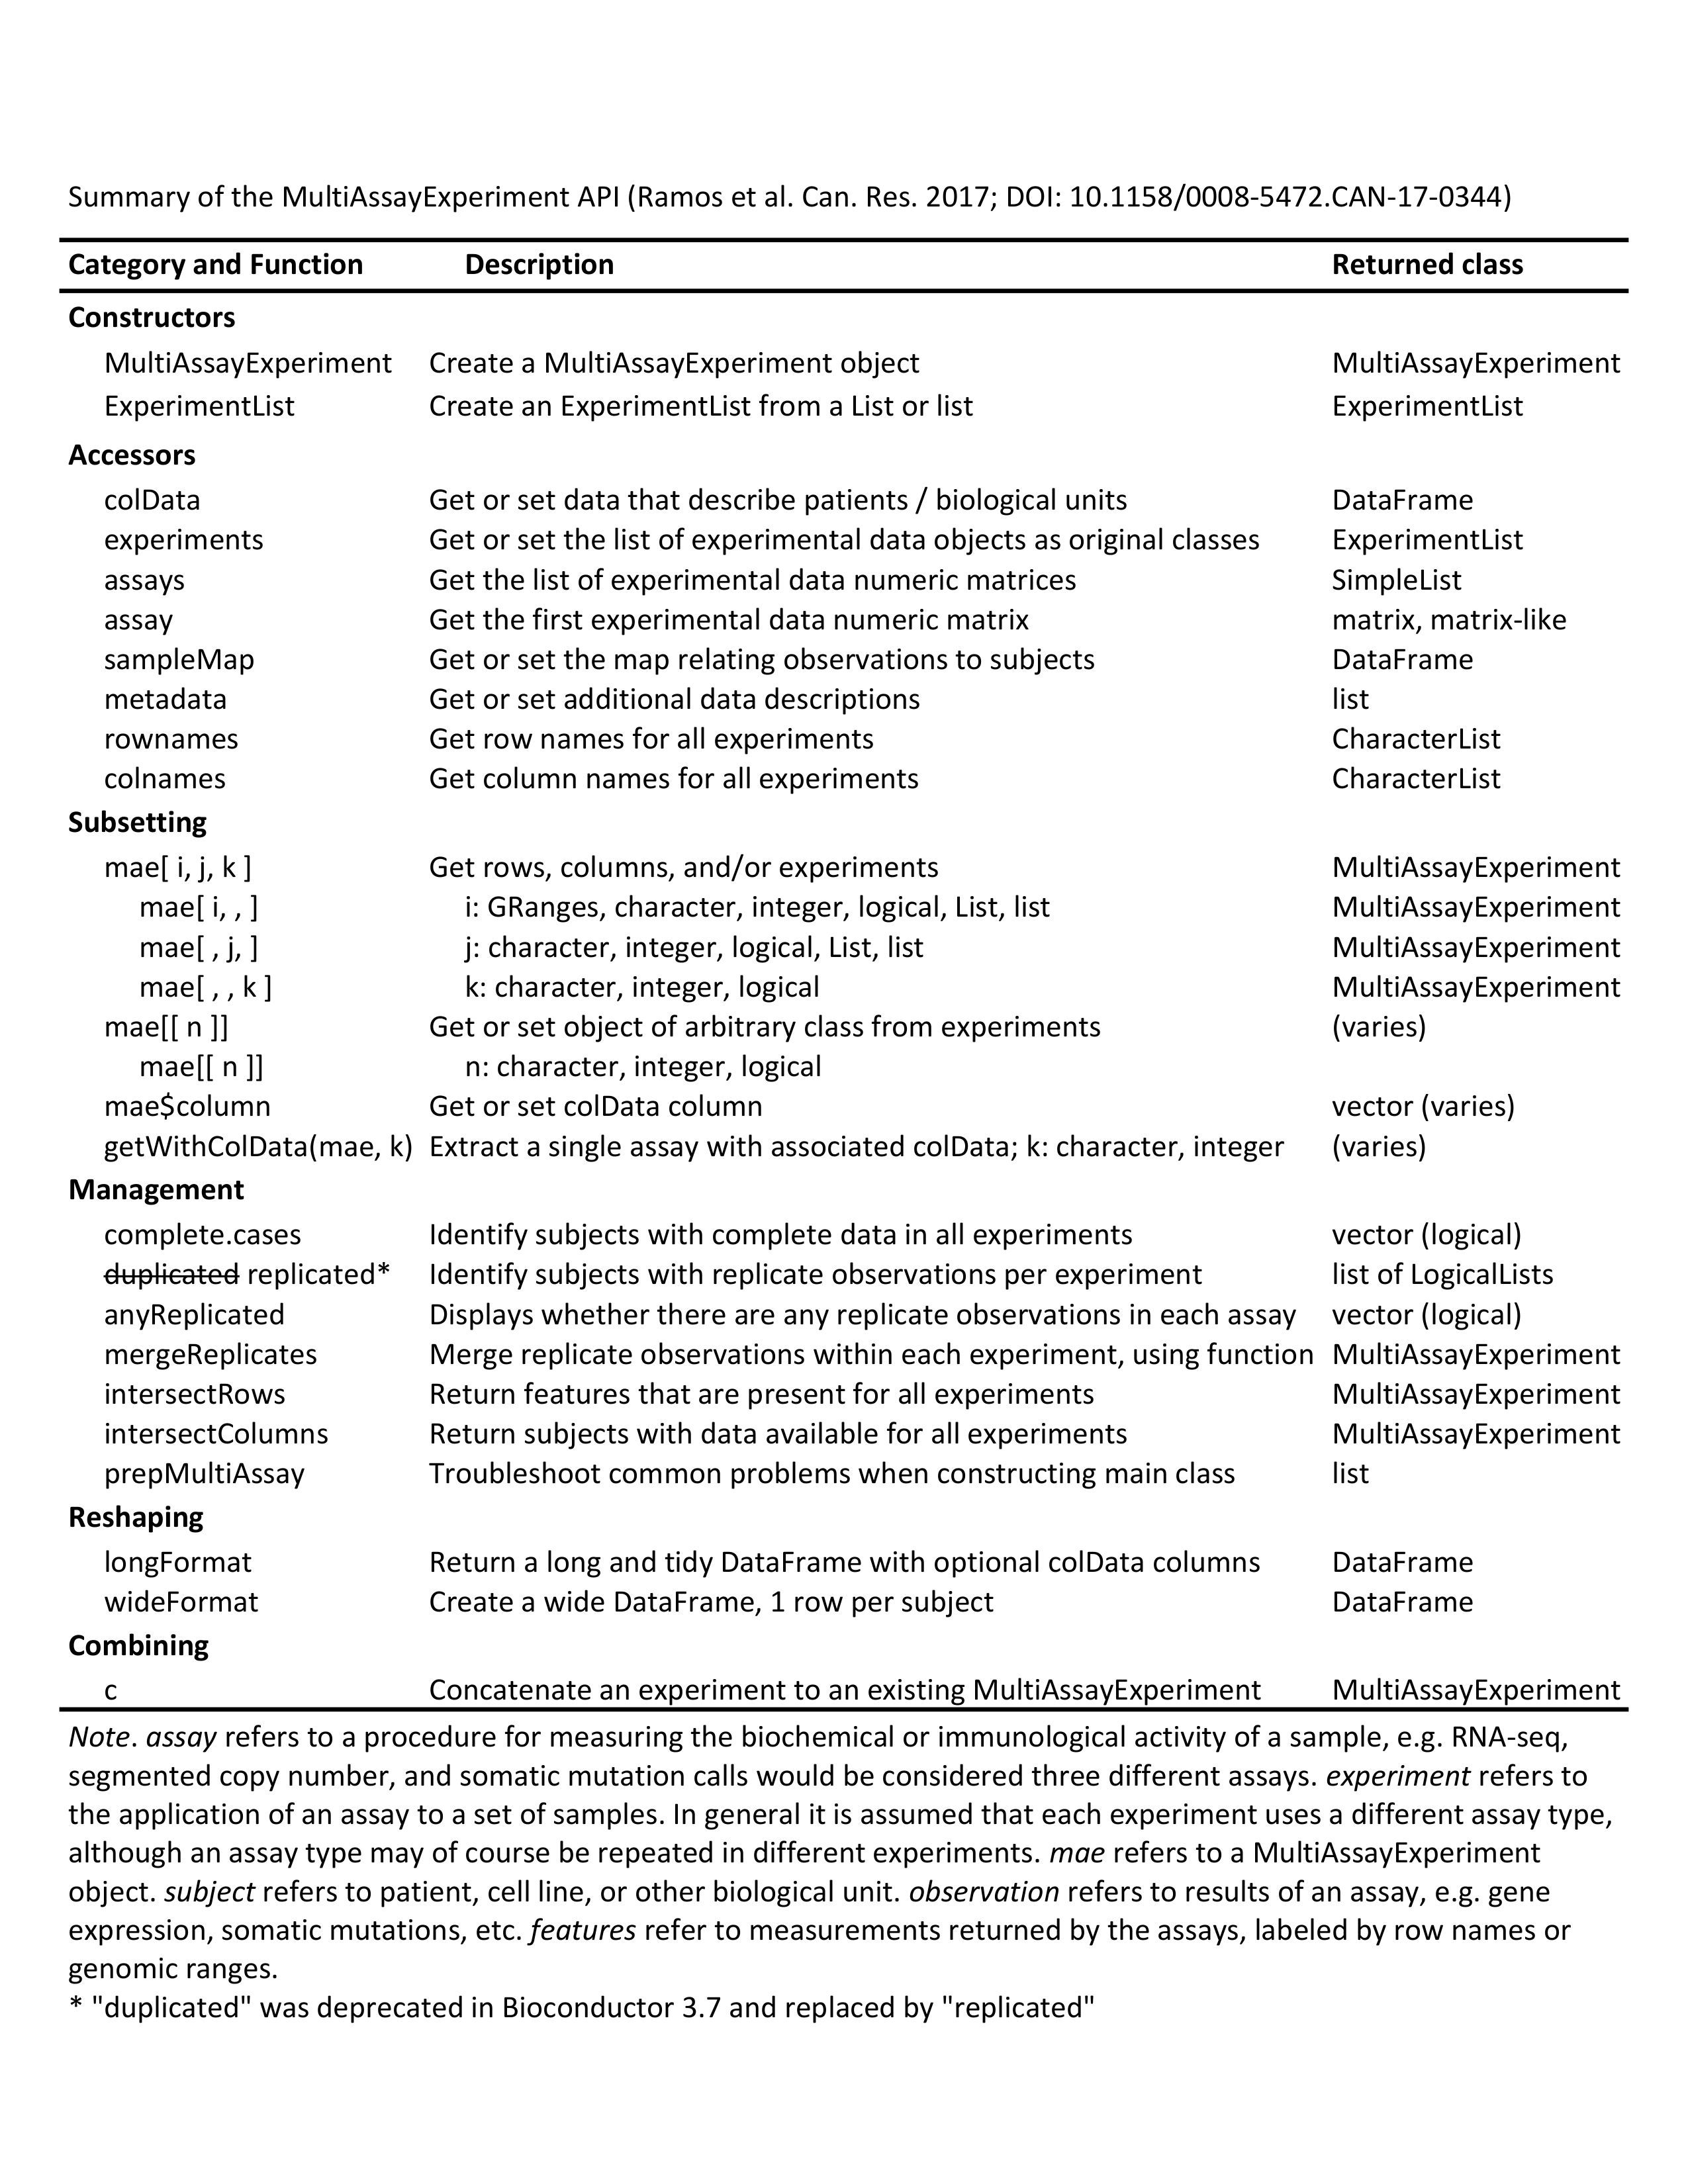 Summary of the MultiAssayExperiment API (Ramos et al. Can. Res. 2017; DOI: 10.1158/0008-5472.CAN-17-0344)
Category and Function Description Returned class
Constructors
MultiAssayExperiment Create a MultiAssayExperiment object MultiAssayExperiment
ExperimentList Create an ExperimentList from a List or list ExperimentList
Accessors
colData Get or set data that describe patients / biological units DataFrame
experiments Get or set the list of experimental data objects as original classes ExperimentList
assays Get the list of experimental data numeric matrices SimpleList
assay Get the first experimental data numeric matrix matrix, matrix-like
sampleMap Get or set the map relating observations to subjects DataFrame
metadata Get or set additional data descriptions list
rownames Get row names for all experiments CharacterList
colnames Get column names for all experiments CharacterList
Subsetting
mae[ i, j, k ] Get rows, columns, and/or experiments MultiAssayExperiment
mae[ i, , ] i: GRanges, character, integer, logical, List, list MultiAssayExperiment
mae[ , j, ] j: character, integer, logical, List, list MultiAssayExperiment
mae[ , , k ] k: character, integer, logical MultiAssayExperiment
mae[[ n ]] Get or set object of arbitrary class from experiments (varies)
mae[[ n ]] n: character, integer, logical
mae$column Get or set colData column vector (varies)
getWithColData(mae, k) Extract a single assay with associated colData; k: character, integer (varies)
Management
complete.cases Identify subjects with complete data in all experiments vector (logical)
duplicated replicated* Identify subjects with replicate observations per experiment list of LogicalLists
anyReplicated Displays whether there are any replicate observations in each assay vector (logical)
mergeReplicates Merge replicate observations within each experiment, using function MultiAssayExperiment
intersectRows Return features that are present for all experiments MultiAssayExperiment
intersectColumns Return subjects with data available for all experiments MultiAssayExperiment
prepMultiAssay Troubleshoot common problems when constructing main class list
Reshaping
longFormat Return a long and tidy DataFrame with optional colData columns DataFrame
wideFormat Create a wide DataFrame, 1 row per subject DataFrame
Combining
c Concatenate an experiment to an existing MultiAssayExperiment MultiAssayExperiment
Note. assay refers to a procedure for measuring the biochemical or immunological activity of a sample, e.g. RNA-seq,
segmented copy number, and somatic mutation calls would be considered three different assays. experiment refers to
the application of an assay to a set of samples. In general it is assumed that each experiment uses a different assay type,
although an assay type may of course be repeated in different experiments. mae refers to a MultiAssayExperiment
object. subject refers to patient, cell line, or other biological unit. observation refers to results of an assay, e.g. gene
expression, somatic mutations, etc. features refer to measurements returned by the assays, labeled by row names or
genomic ranges.
* "duplicated" was deprecated in Bioconductor 3.7 and replaced by "replicated"